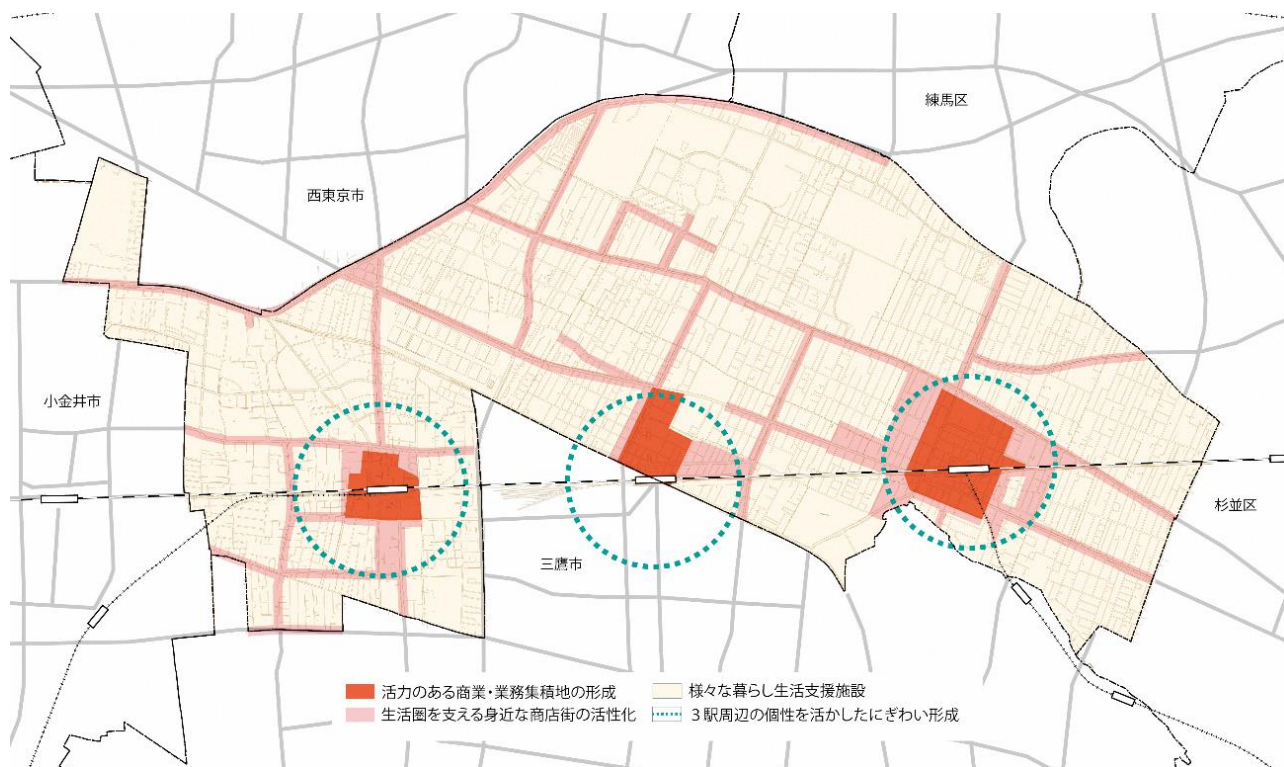 練馬区
西東京市
小金井市
杉並区
三鷹市
活力のある商業・業務集積地の形成
様々な暮らし生活支援施設
生活圏を支える身近な商店街の活性化
３駅周辺の個性を活かしたにぎわい形成